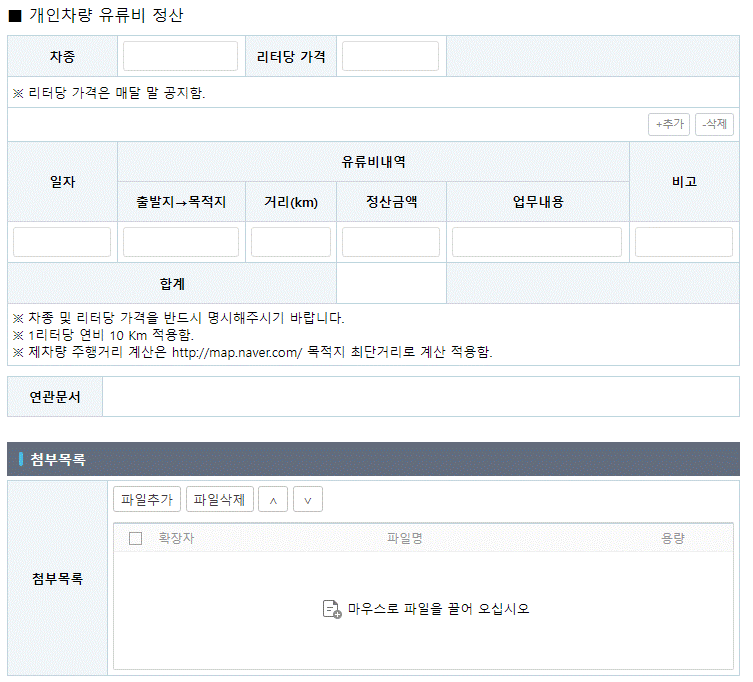 ■ 개인차량 유류비 정산
차종 리터당 가격
※ 리터당 가격은 매달 말 공지함.
+추가 -삭제
일자 유류비내역 비고
출발지→목적지 거리(km) 정산금액 업무내용
합계
※ 차종 및 리터당 가격을 반드시 명시해주시기 바랍니다.
※ 1리터당 연비 10 Km 적용함.
※ 제차량 주행거리 계산은 http://map.naver.com/ 목적지 최단거리로 계산 적용함.
연관문서
첨부목록
파일추가 파일삭제 ∧ ∨
확장자 파일명 용량
첨부목록
마우스로 파일을 끌어 오십시오